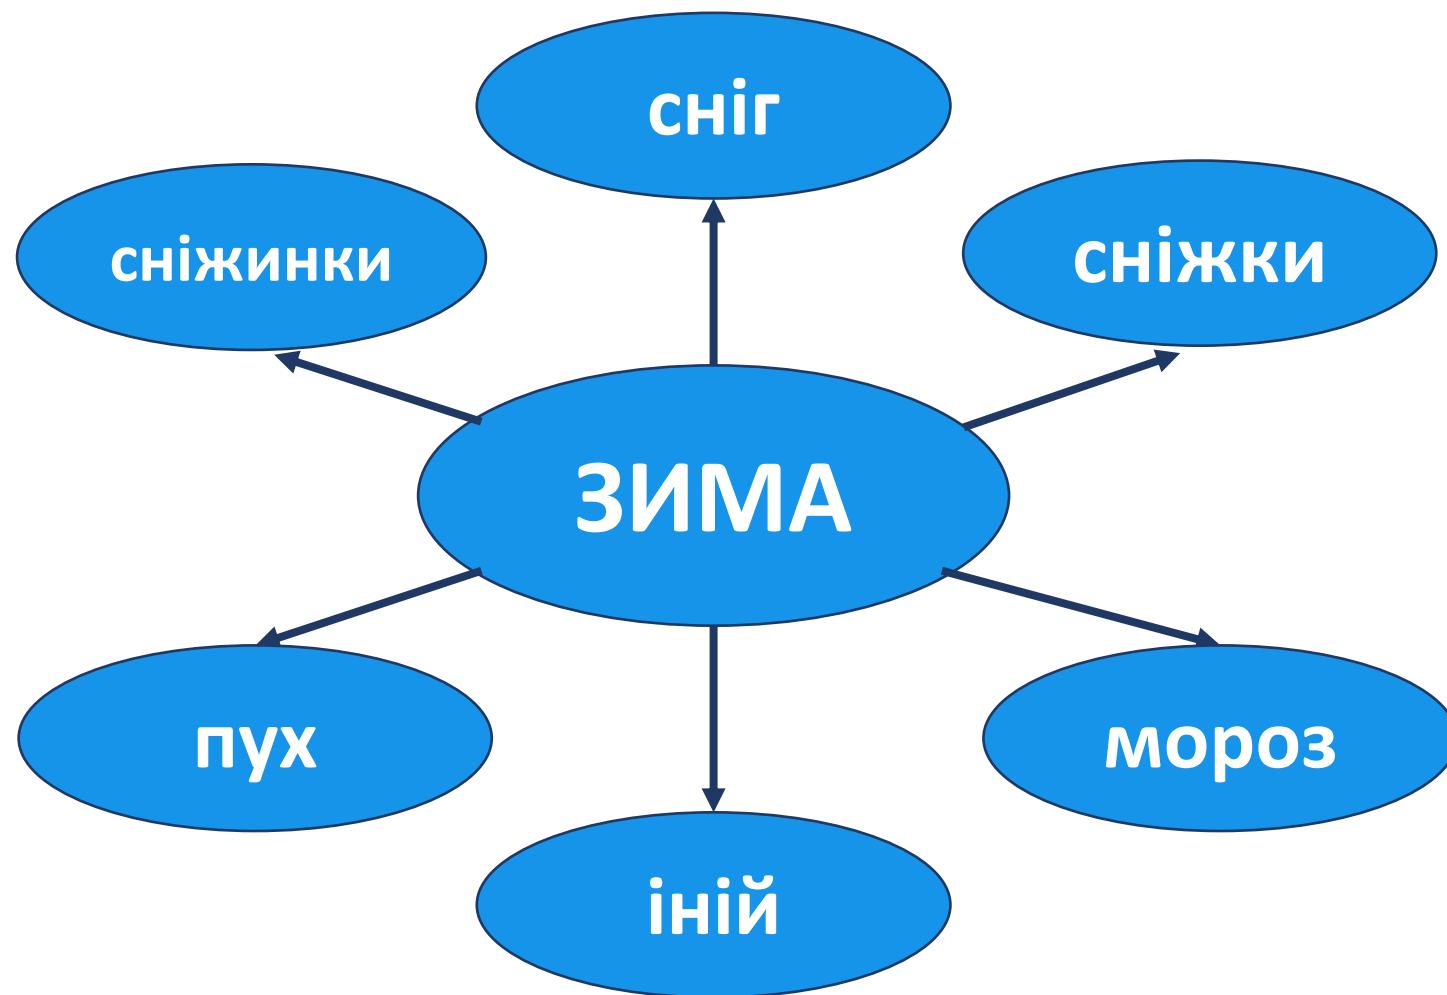 сніг
сніжинки
сніжки
ЗИМА
пух
мороз
іній